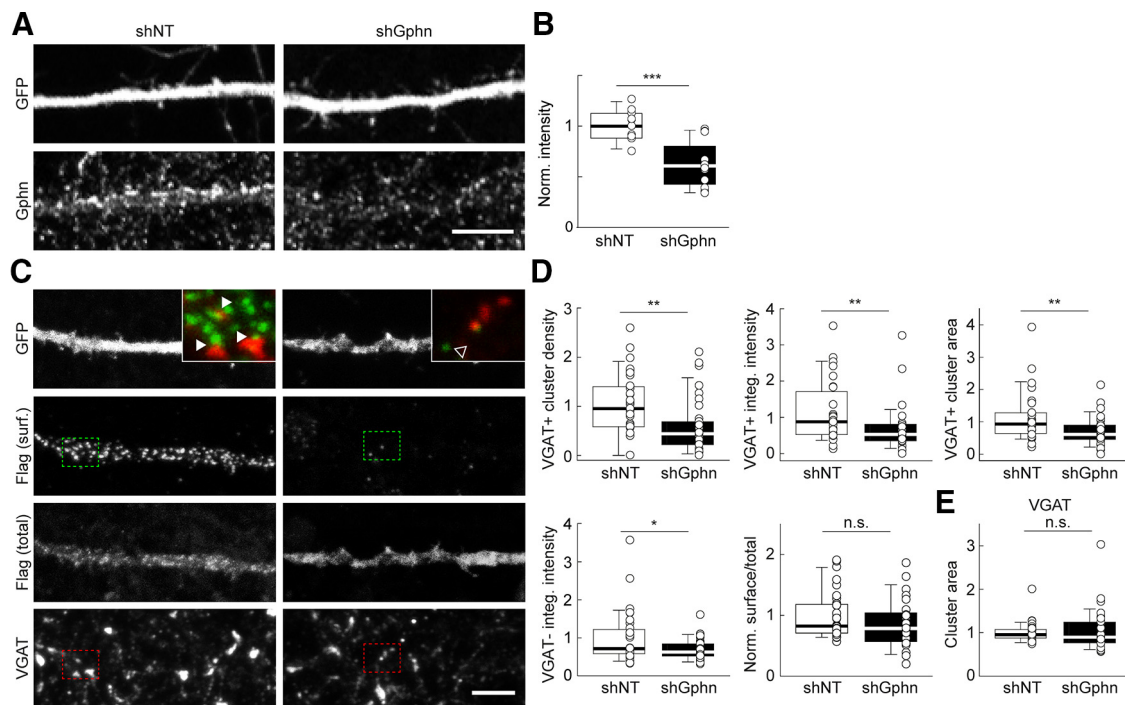 A
shNT
shGphn
GFP
Gphn
B
***
Norm. intensity
1
0
shNT
shGphn
C
GFP
Flag (surf.)
Flag (total)
VGAT
D
**
VGAT+ cluster density
3
2
1
0
shNT
shGphn
**
VGAT+ integ. intensity
4
3
2
1
0
shNT
shGphn
**
VGAT+ cluster area
4
3
2
1
0
shNT
shGphn
*
VGAT- integ. intensity
4
3
2
1
0
shNT
shGphn
n.s.
Norm. surface/total
2
1
0
shNT
shGphn
E
VGAT
n.s.
Cluster area
3
2
1
0
shNT
shGphn